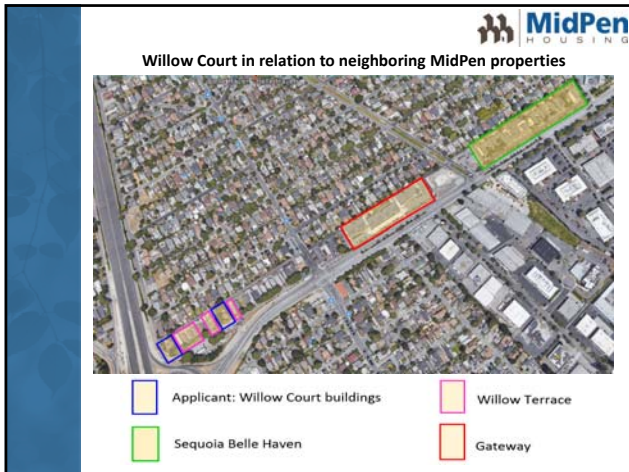 MidPen
HOUSING
Willow Court in relation to neighboring MidPen properties
Applicant: Willow Court buildings
Willow Terrace
Sequoia Belle Haven
Gateway